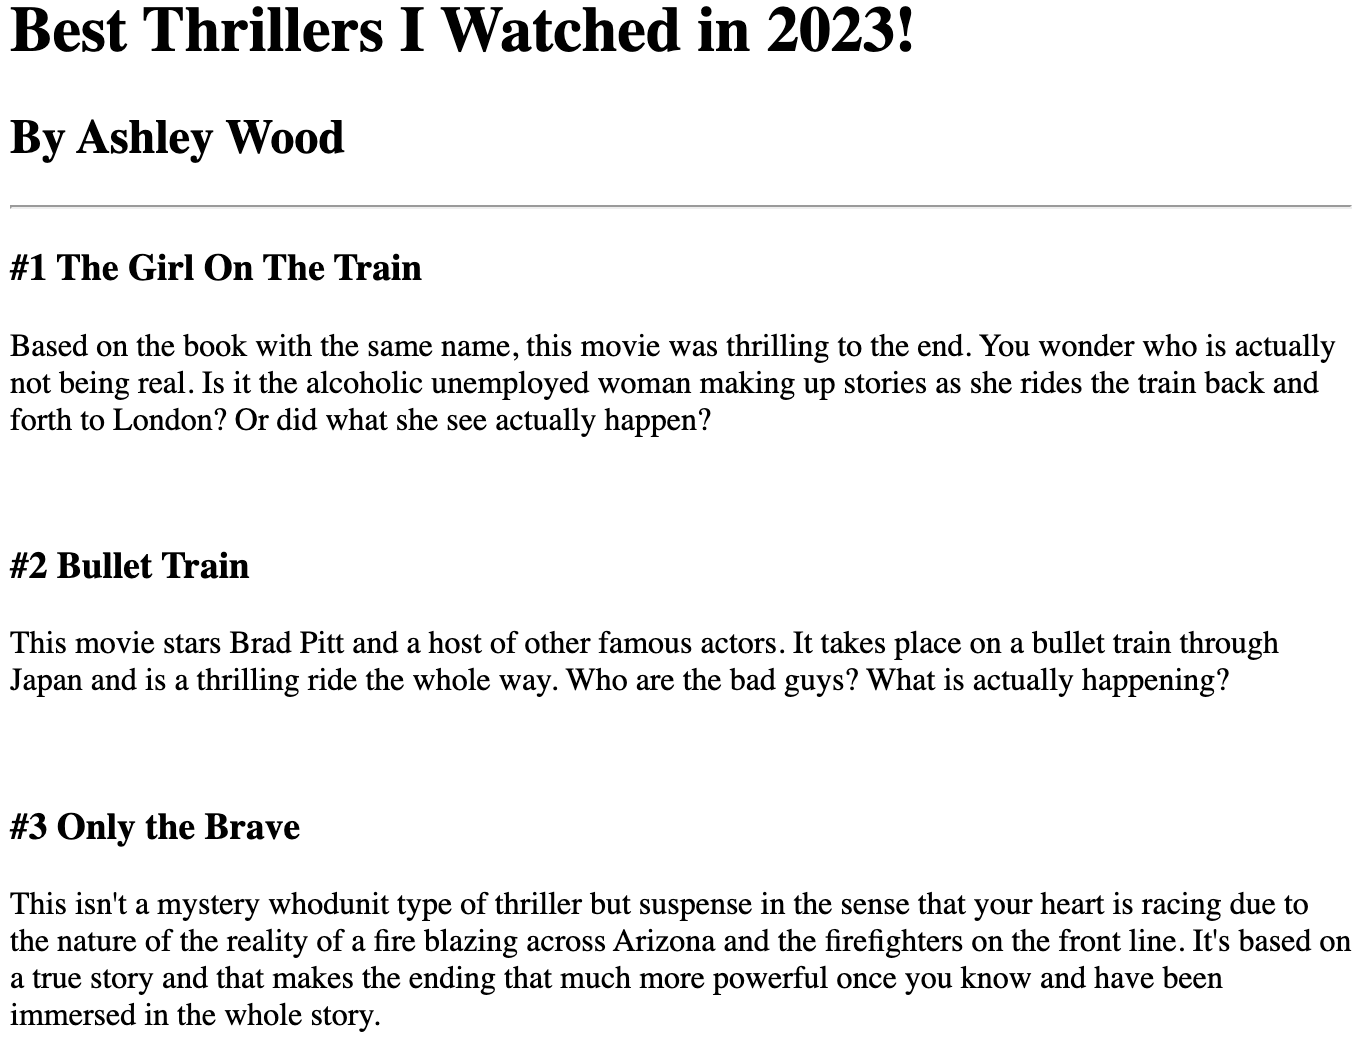 Best Thrillers I Watched in 2023!
By Ashley Wood
#1 The Girl On The Train
Based on the book with the same name, this movie was thrilling to the end. You wonder who is actually
not being real. Is it the alcoholic unemployed woman making up stories as she rides the train back and
forth to London? Or did what she see actually happen?
#2 Bullet Train
This movie stars Brad Pitt and a host of other famous actors. It takes place on a bullet train through
Japan and is a thrilling ride the whole way. Who are the bad guys? What is actually happening?
#3 Only the Brave
This isn't a mystery whodunit type of thriller but suspense in the sense that your heart is racing due to
the nature of the reality of a fire blazing across Arizona and the firefighters on the front line. It's based on
a true story and that makes the ending that much more powerful once you know and have been
immersed in the whole story.